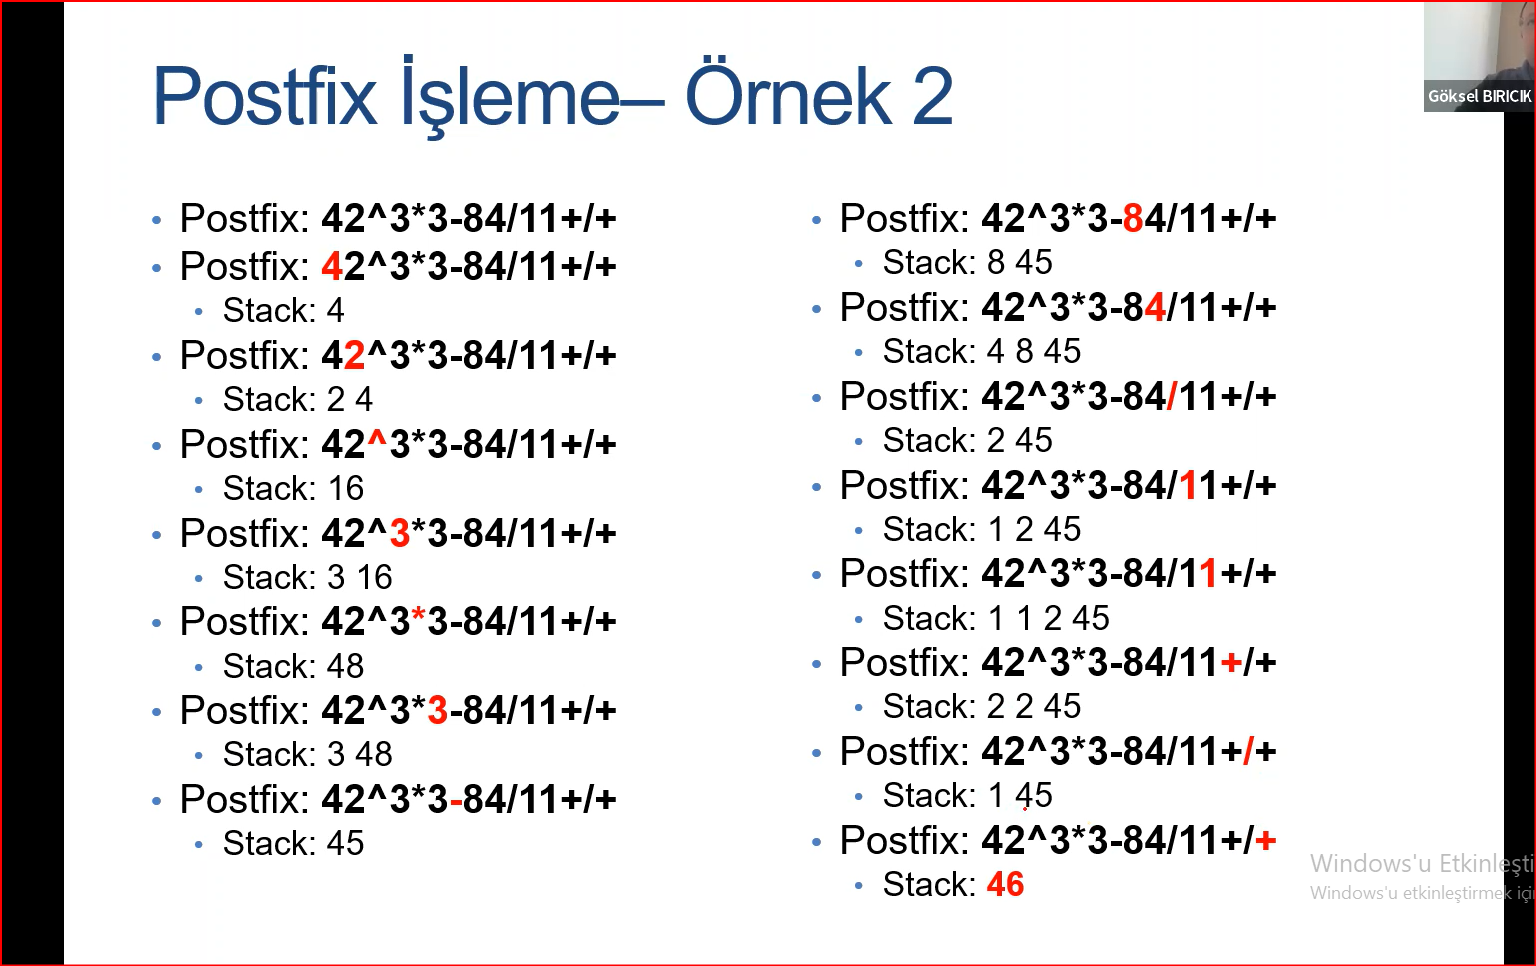 Postfix İşleme– Örnek 2
Göksel BIRICIK
• Postfix: 42^3*3-84/11+/+
• Postfix: 42^3*3-84/11+/+
• Stack: 4
• Postfix: 42^3*3-84/11+/+
• Stack: 2 4
• Postfix: 42^3*3-84/11+/+
• Stack: 16
• Postfix: 42^3*3-84/11+/+
• Stack: 3 16
• Postfix: 42^3*3-84/11+/+
• Stack: 48
• Postfix: 42^3*3-84/11+/+
• Stack: 3 48
• Postfix: 42^3*3-84/11+/+
• Stack: 45
• Postfix: 42^3*3-84/11+/+
• Stack: 8 45
• Postfix: 42^3*3-84/11+/+
• Stack: 4 8 45
• Postfix: 42^3*3-84/11+/+
• Stack: 2 45
• Postfix: 42^3*3-84/11+/+
• Stack: 1 2 45
• Postfix: 42^3*3-84/11+/+
• Stack: 1 1 2 45
• Postfix: 42^3*3-84/11+/+
• Stack: 2 2 45
• Postfix: 42^3*3-84/11+/+
• Stack: 1 45
• Postfix: 42^3*3-84/11+/+
• Stack: 46
Windows'u Etkinleşti
Windows'u etkinleştirmek için